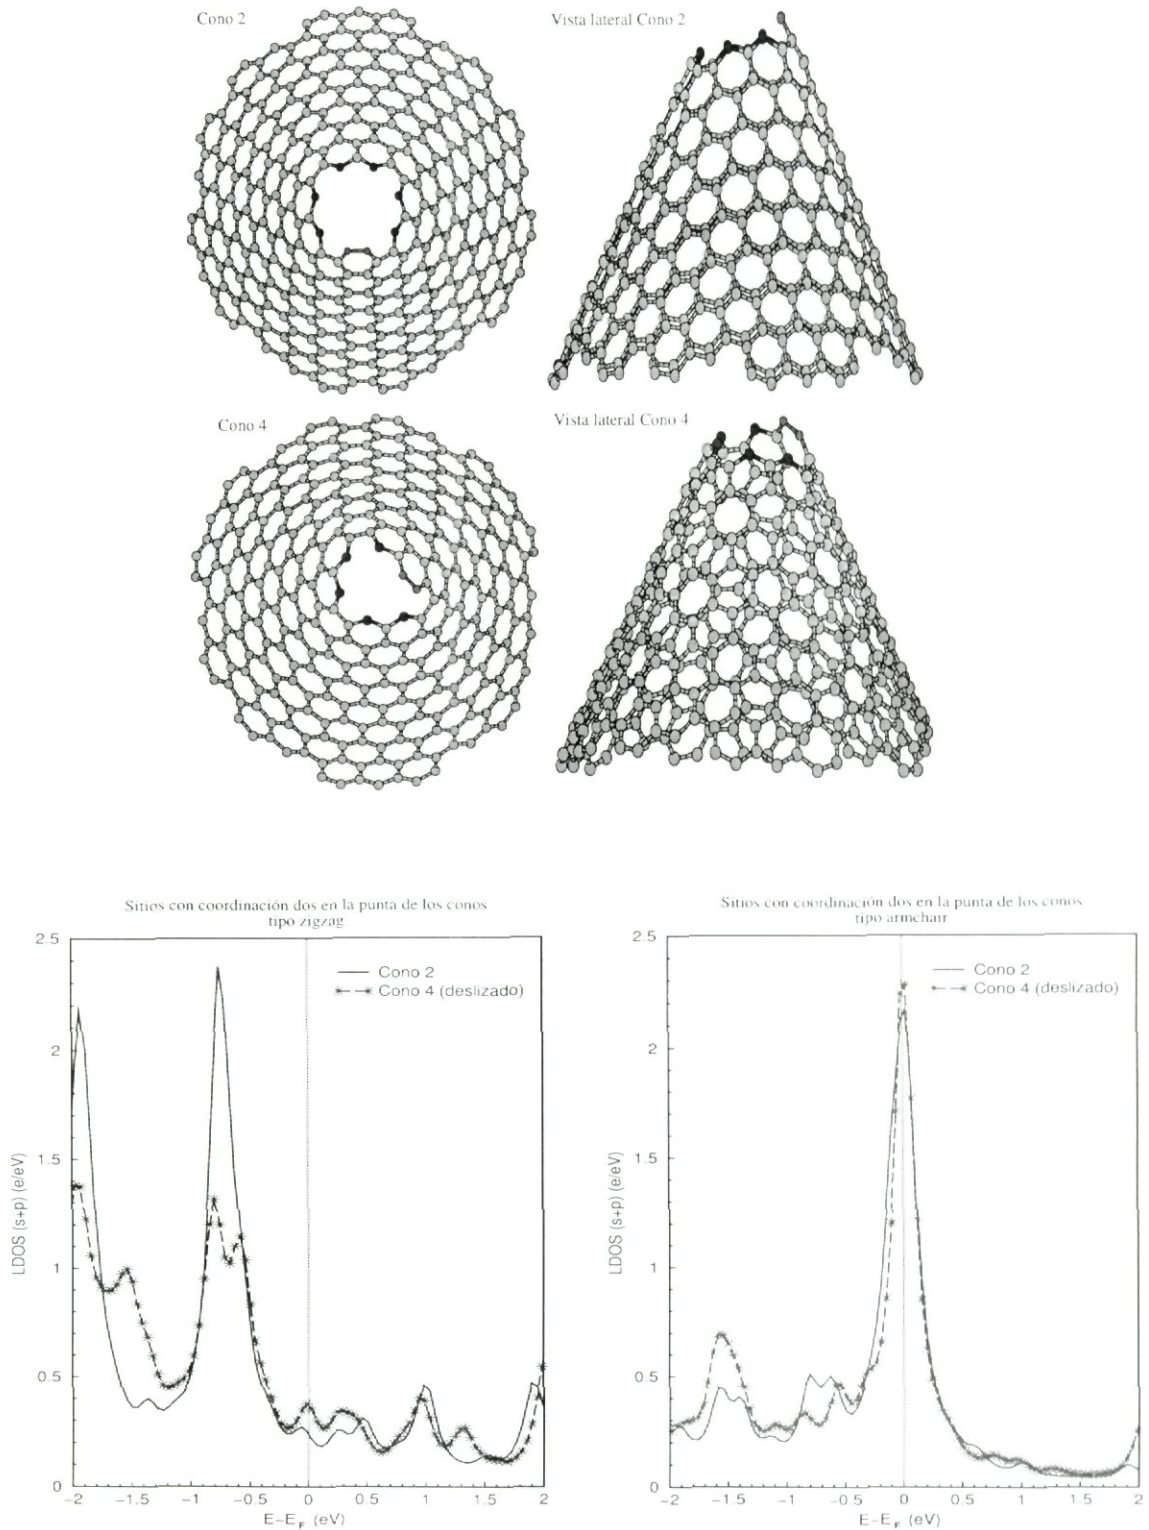 Cono 2
Vista lateral Cono 2
Cono 4
Vista lateral Cono 4
Sitios con coordinación dos en la punta de los conos
tipo zigzag
2.5
2
1.5
1
0.5
0
LDOS (s+p) (e/eV)
Cono 2
Cono 4 (deslizado)
−2 −1.5 −1 −0.5 0 0.5 1 1.5 2
E−E_F (eV)
Sitios con coordinación dos en la punta de los conos
tipo armchair
2.5
2
1.5
1
0.5
0
LDOS (s+p) (e/eV)
Cono 2
Cono 4 (deslizado)
−2 −1.5 −1 −0.5 0 0.5 1 1.5 2
E−E_F (eV)